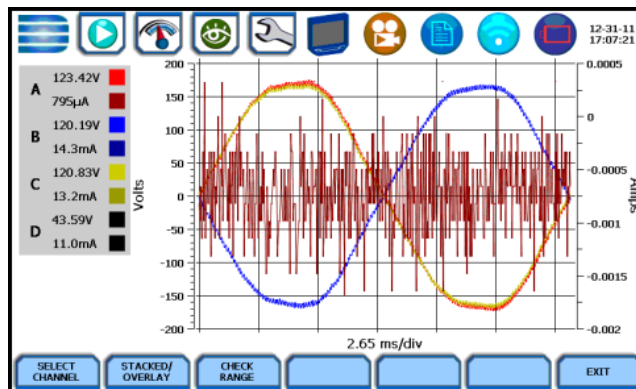 12-31-11
17:07:21
A
123.42V
795µA
B
120.19V
14.3mA
C
120.83V
13.2mA
D
43.59V
11.0mA
Volts
200
150
100
50
0
-50
-100
-150
-200
0.0005
0
-0.0005
-0.001
-0.0015
-0.002
Amps
2.65 ms/div
SELECT CHANNEL
STACKED/ OVERLAY
CHECK RANGE
EXIT